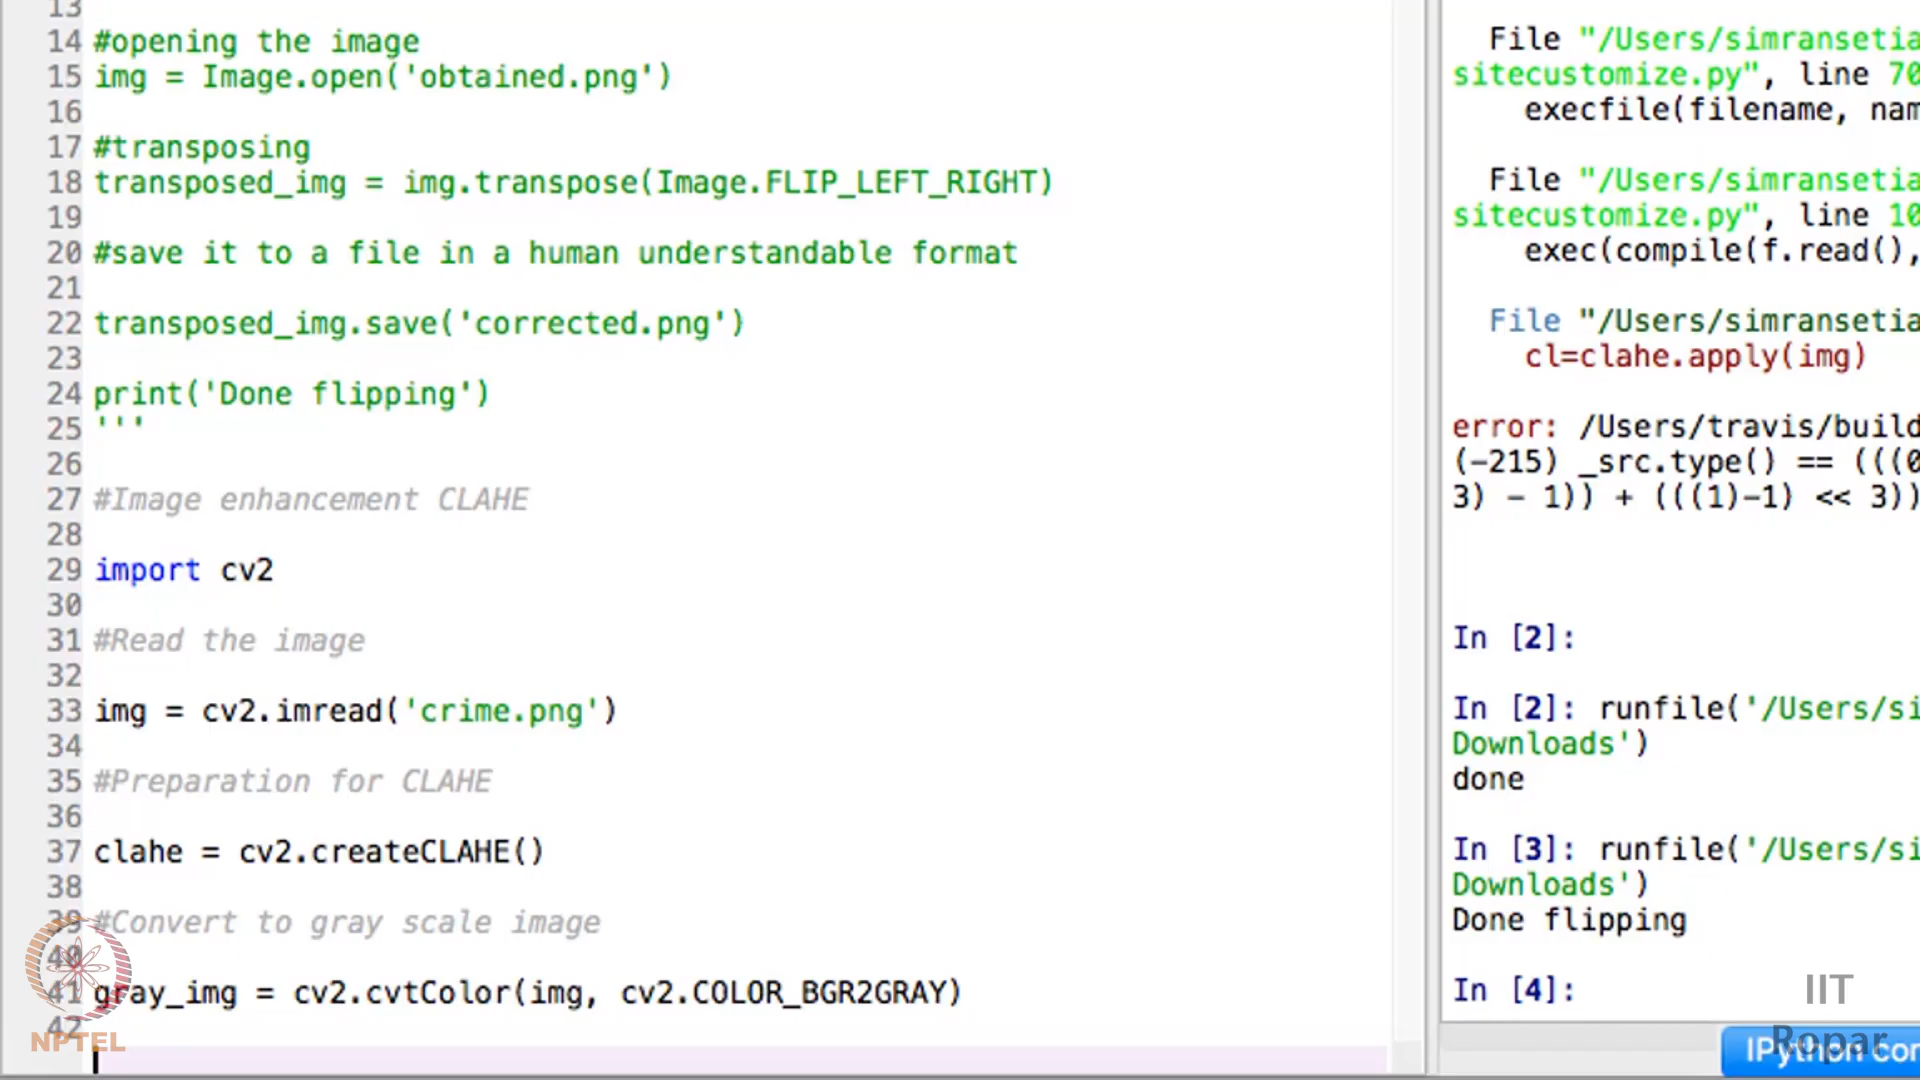 13
14 #opening the image
15 img = Image.open('obtained.png')
16
17 #transposing
18 transposed_img = img.transpose(Image.FLIP_LEFT_RIGHT)
19
20 #save it to a file in a human understandable format
21
22 transposed_img.save('corrected.png')
23
24 print('Done flipping')
25 '''
26
27 #Image enhancement CLAHE
28
29 import cv2
30
31 #Read the image
32
33 img = cv2.imread('crime.png')
34
35 #Preparation for CLAHE
36
37 clahe = cv2.createCLAHE()
38
39 #Convert to gray scale image
40
41 gray_img = cv2.cvtColor(img, cv2.COLOR_BGR2GRAY)
42
NPTEL
File "/Users/simransetia
sitecustomize.py", line 70
execfile(filename, nam
File "/Users/simransetia
sitecustomize.py", line 10
exec(compile(f.read(),
File "/Users/simransetia
cl=clahe.apply(img)
error: /Users/travis/build
(-215) _src.type() == (((0
3) - 1)) + (((1)-1) << 3))
In [2]:
In [2]: runfile('/Users/si
Downloads')
done
In [3]: runfile('/Users/si
Downloads')
Done flipping
In [4]:
IIT
Ropar
IPython con